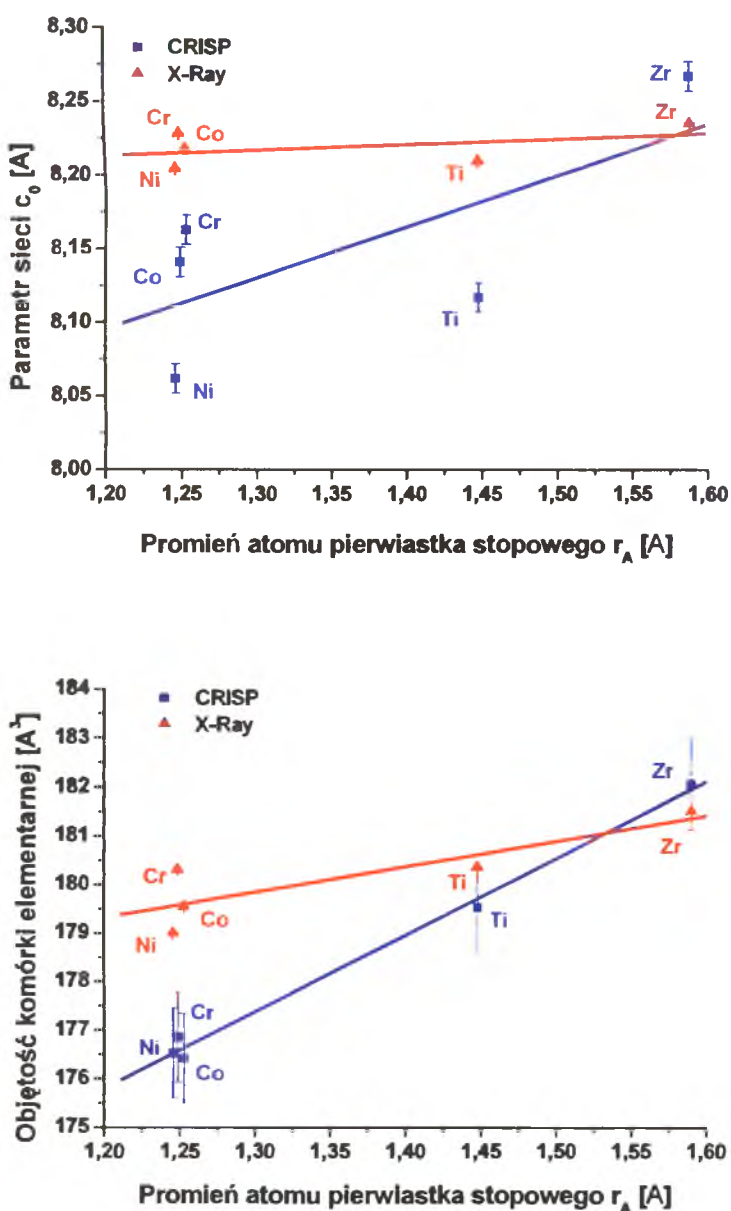 Parametr sieci c₀ [A]
8,30
8,25
8,20
8,15
8,10
8,05
8,00
CRISP
X-Ray
Zr
Zr
Cr
Co
Ni
Ti
Cr
Co
Ti
Ni
1,20 1,25 1,30 1,35 1,40 1,45 1,50 1,55 1,60
Promień atomu pierwiastka stopowego r_A [A]
Objętość komórki elementarnej [A³]
184
183
182
181
180
179
178
177
176
175
CRISP
X-Ray
Zr
Zr
Cr
Ti
Co
Ti
Ni
Cr
Ni
Co
1,20 1,25 1,30 1,35 1,40 1,45 1,50 1,55 1,60
Promień atomu pierwiastka stopowego r_A [A]